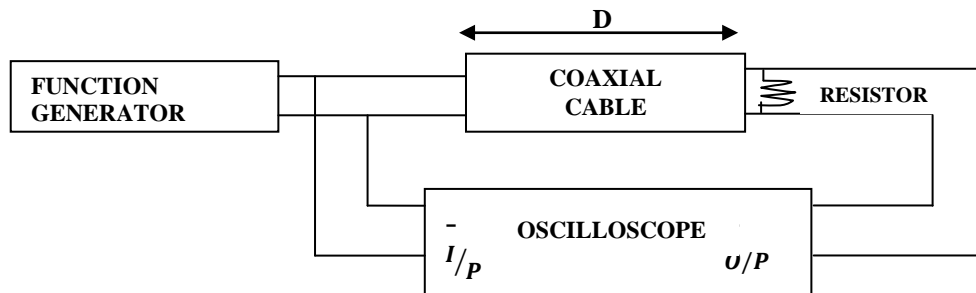 D
FUNCTION
GENERATOR
COAXIAL
CABLE
RESISTOR
OSCILLOSCOPE
I/P
O/P